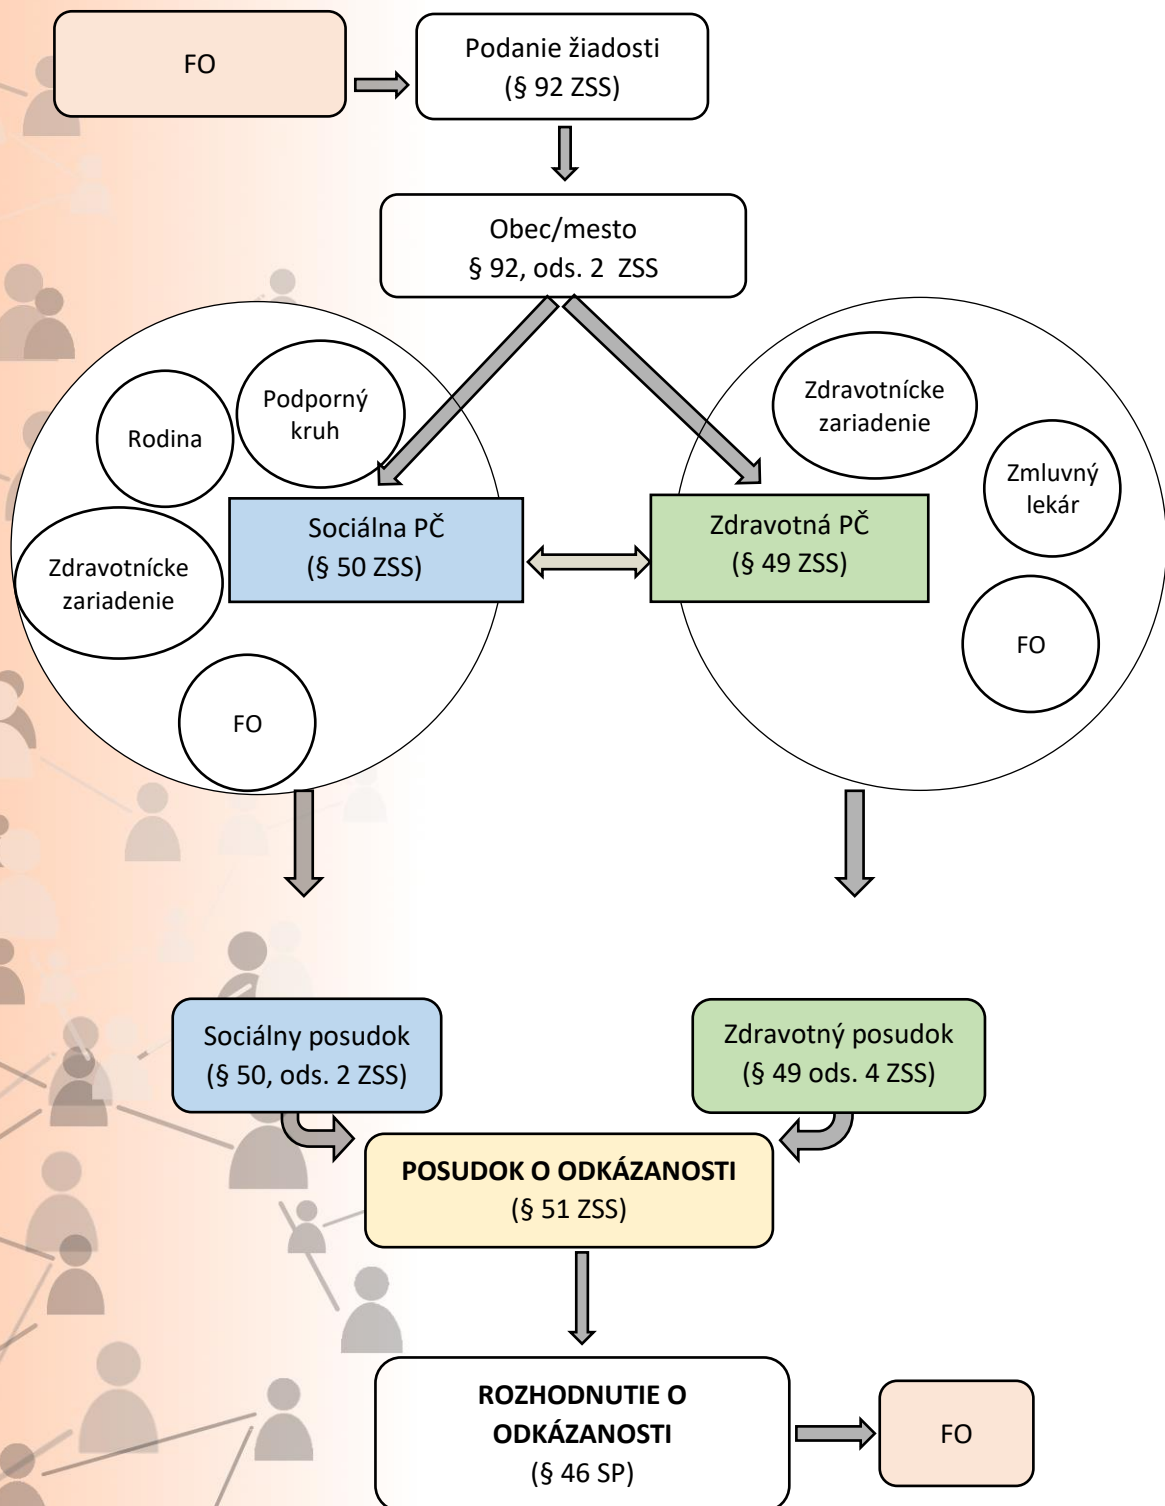 FO
Podanie žiadosti
(§ 92 ZSS)
Obec/mesto
§ 92, ods. 2 ZSS
Rodina
Podporný
kruh
Zdravotnícke
zariadenie
FO
Sociálna PČ
(§ 50 ZSS)
Zdravotná PČ
(§ 49 ZSS)
Zdravotnícke
zariadenie
Zmluvný
lekár
FO
Sociálny posudok
(§ 50, ods. 2 ZSS)
Zdravotný posudok
(§ 49 ods. 4 ZSS)
POSUDOK O ODKÁZANOSTI
(§ 51 ZSS)
ROZHODNUTIE O
ODKÁZANOSTI
(§ 46 SP)
FO